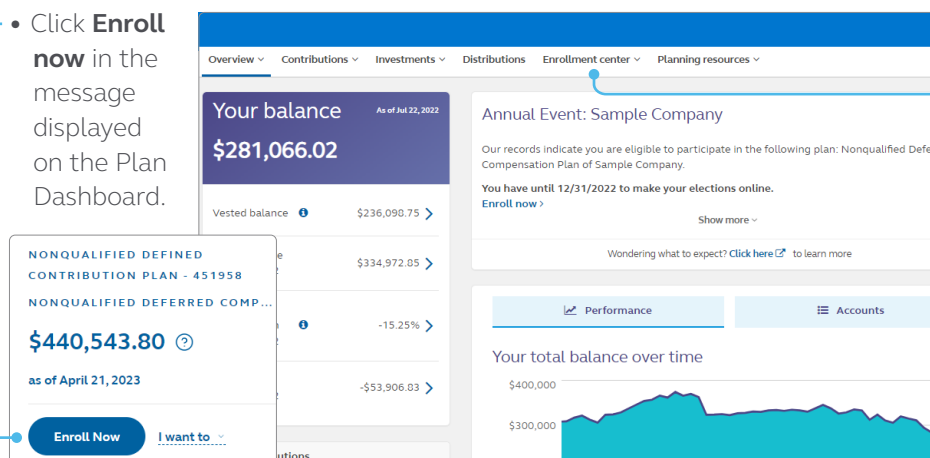 • Click Enroll
now in the
message
displayed
on the Plan
Dashboard.
Overview Contributions Investments Distributions Enrollment center Planning resources
Your balance As of Jul 22, 2022
$281,066.02
Vested balance $236,098.75
$334,972.85
-15.25%
-$53,906.83
Annual Event: Sample Company
Our records indicate you are eligible to participate in the following plan: Nonqualified Defe
Compensation Plan of Sample Company.
You have until 12/31/2022 to make your elections online.
Enroll now >
Show more
Wondering what to expect? Click here to learn more
Performance Accounts
Your total balance over time
$400,000
$300,000
NONQUALIFIED DEFINED
CONTRIBUTION PLAN - 451958
NONQUALIFIED DEFERRED COMP...
$440,543.80
as of April 21, 2023
Enroll Now I want to